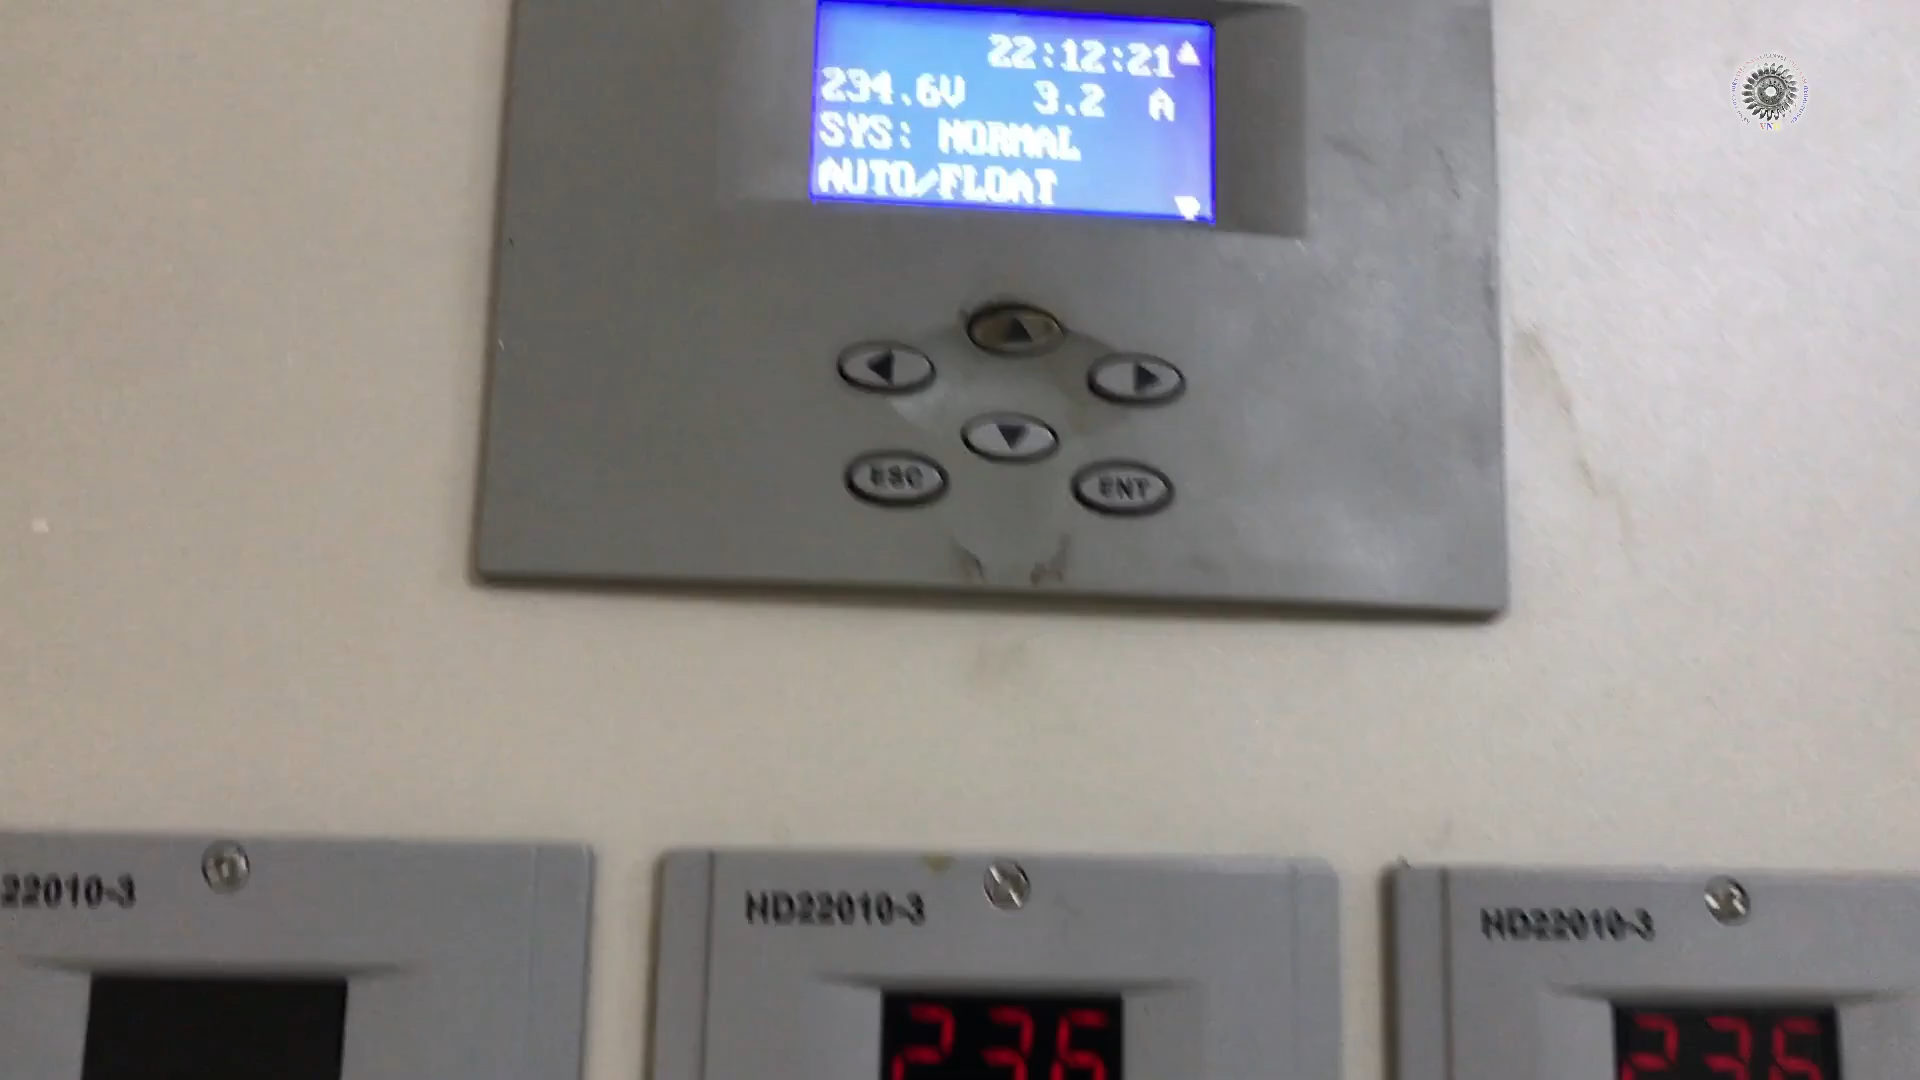 22:12:21
234.6V 3.2 A
SYS: NORMAL
AUTO/FLOAT
ESC ENT
22010-3
HD22010-3
HD22010-3
236
236